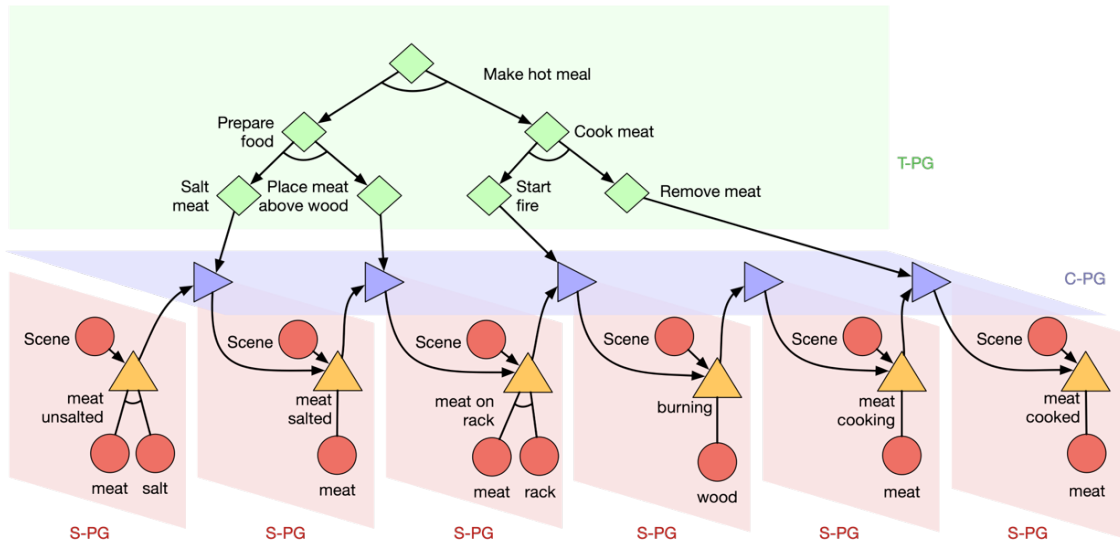 Make hot meal
Prepare
food
Cook meat
T-PG
Salt
meat
Place meat
above wood
Start
fire
Remove meat
C-PG
Scene
Scene
Scene
Scene
Scene
Scene
meat
unsalted
meat
salted
meat on
rack
burning
meat
cooking
meat
cooked
meat
salt
meat
meat
rack
wood
meat
meat
S-PG
S-PG
S-PG
S-PG
S-PG
S-PG